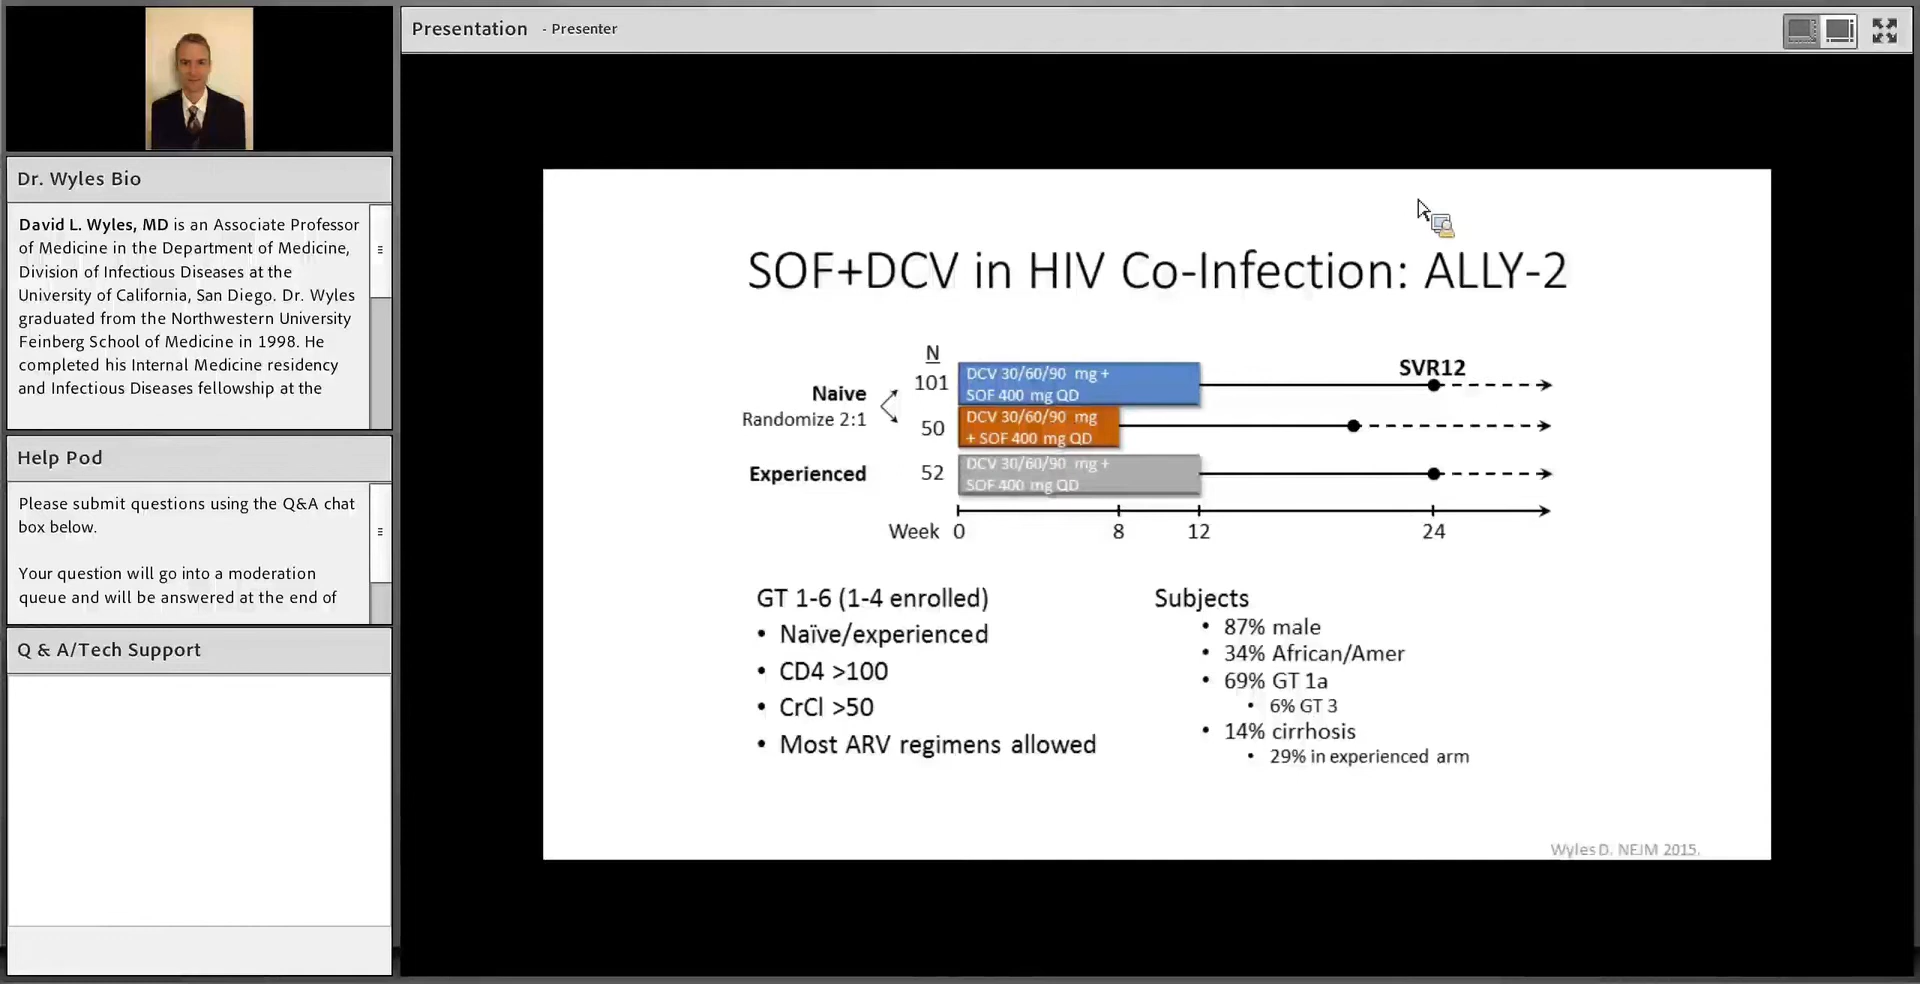 Presentation - Presenter
Dr. Wyles Bio
David L. Wyles, MD is an Associate Professor
of Medicine in the Department of Medicine,
Division of Infectious Diseases at the
University of California, San Diego. Dr. Wyles
graduated from the Northwestern University
Feinberg School of Medicine in 1998. He
completed his Internal Medicine residency
and Infectious Diseases fellowship at the
Help Pod
Please submit questions using the Q&A chat
box below.
Your question will go into a moderation
queue and will be answered at the end of
Q & A/Tech Support
SOF+DCV in HIV Co-Infection: ALLY-2
N
SVR12
Naive
Randomize 2:1
101
DCV 30/60/90 mg +
SOF 400 mg QD
50
DCV 30/60/90 mg
+ SOF 400 mg QD
Experienced
52
DCV 30/60/90 mg +
SOF 400 mg QD
Week 0 8 12 24
GT 1-6 (1-4 enrolled)
• Naïve/experienced
• CD4 >100
• CrCl >50
• Most ARV regimens allowed
Subjects
• 87% male
• 34% African/Amer
• 69% GT 1a
• 6% GT 3
• 14% cirrhosis
• 29% in experienced arm
Wyles D. NEJM 2015.